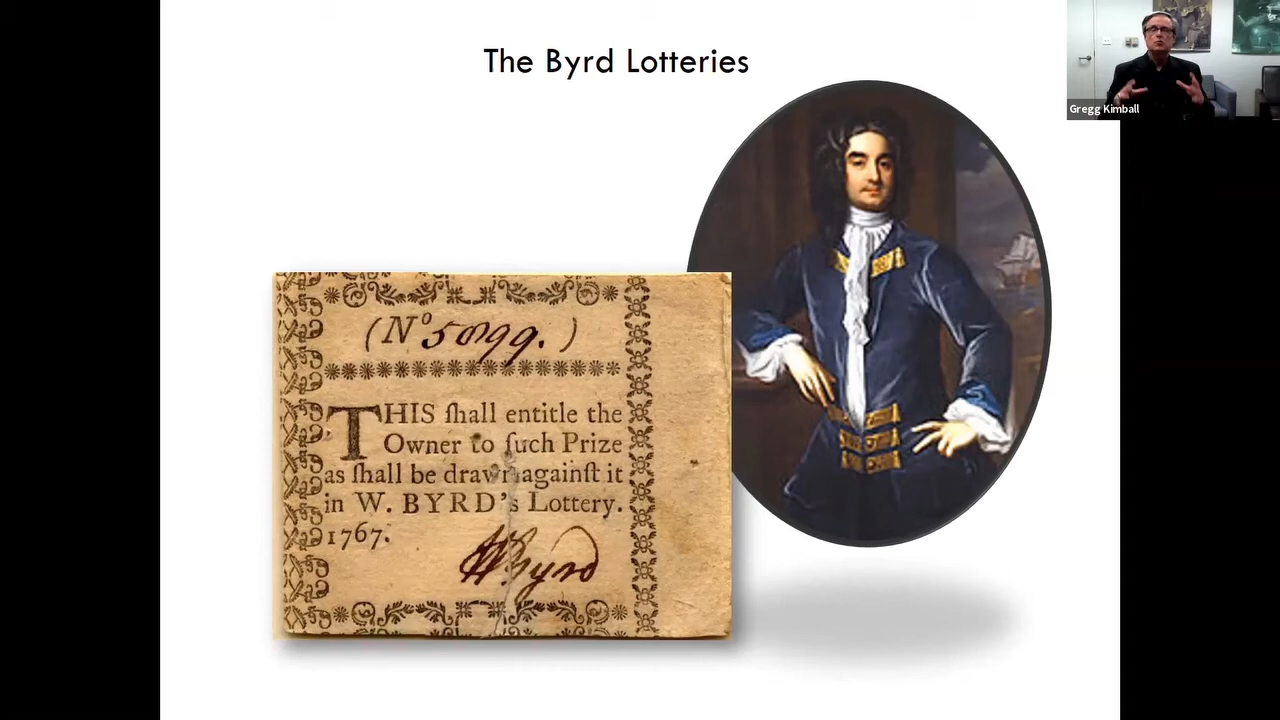 The Byrd Lotteries
Gregg Kimball
(No 5099.)
THIS ſhall entitle the
Owner to ſuch Prize
as ſhall be drawn againſt it
in W. BYRD's Lottery.
1767.
WByrd